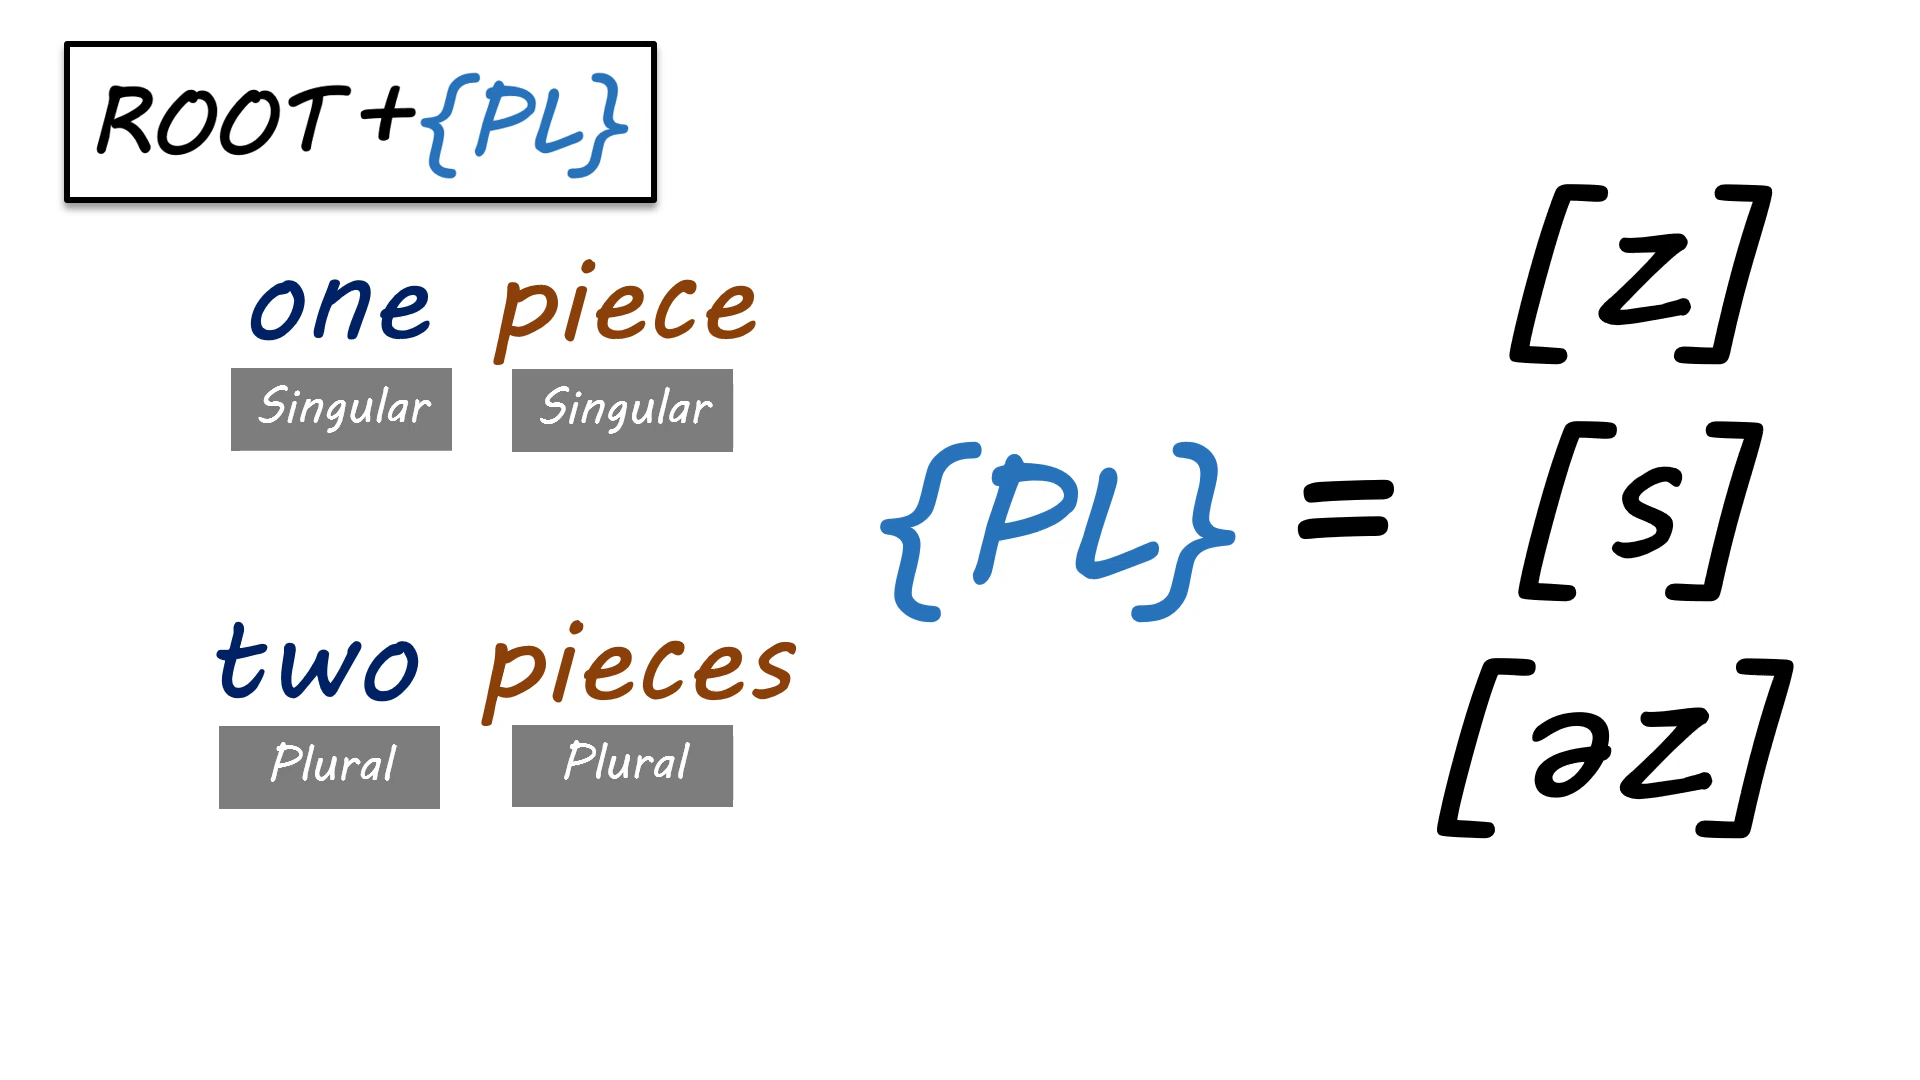 ROOT+{PL}
one piece
Singular Singular
two pieces
Plural Plural
{PL} =
[z]
[s]
[əz]